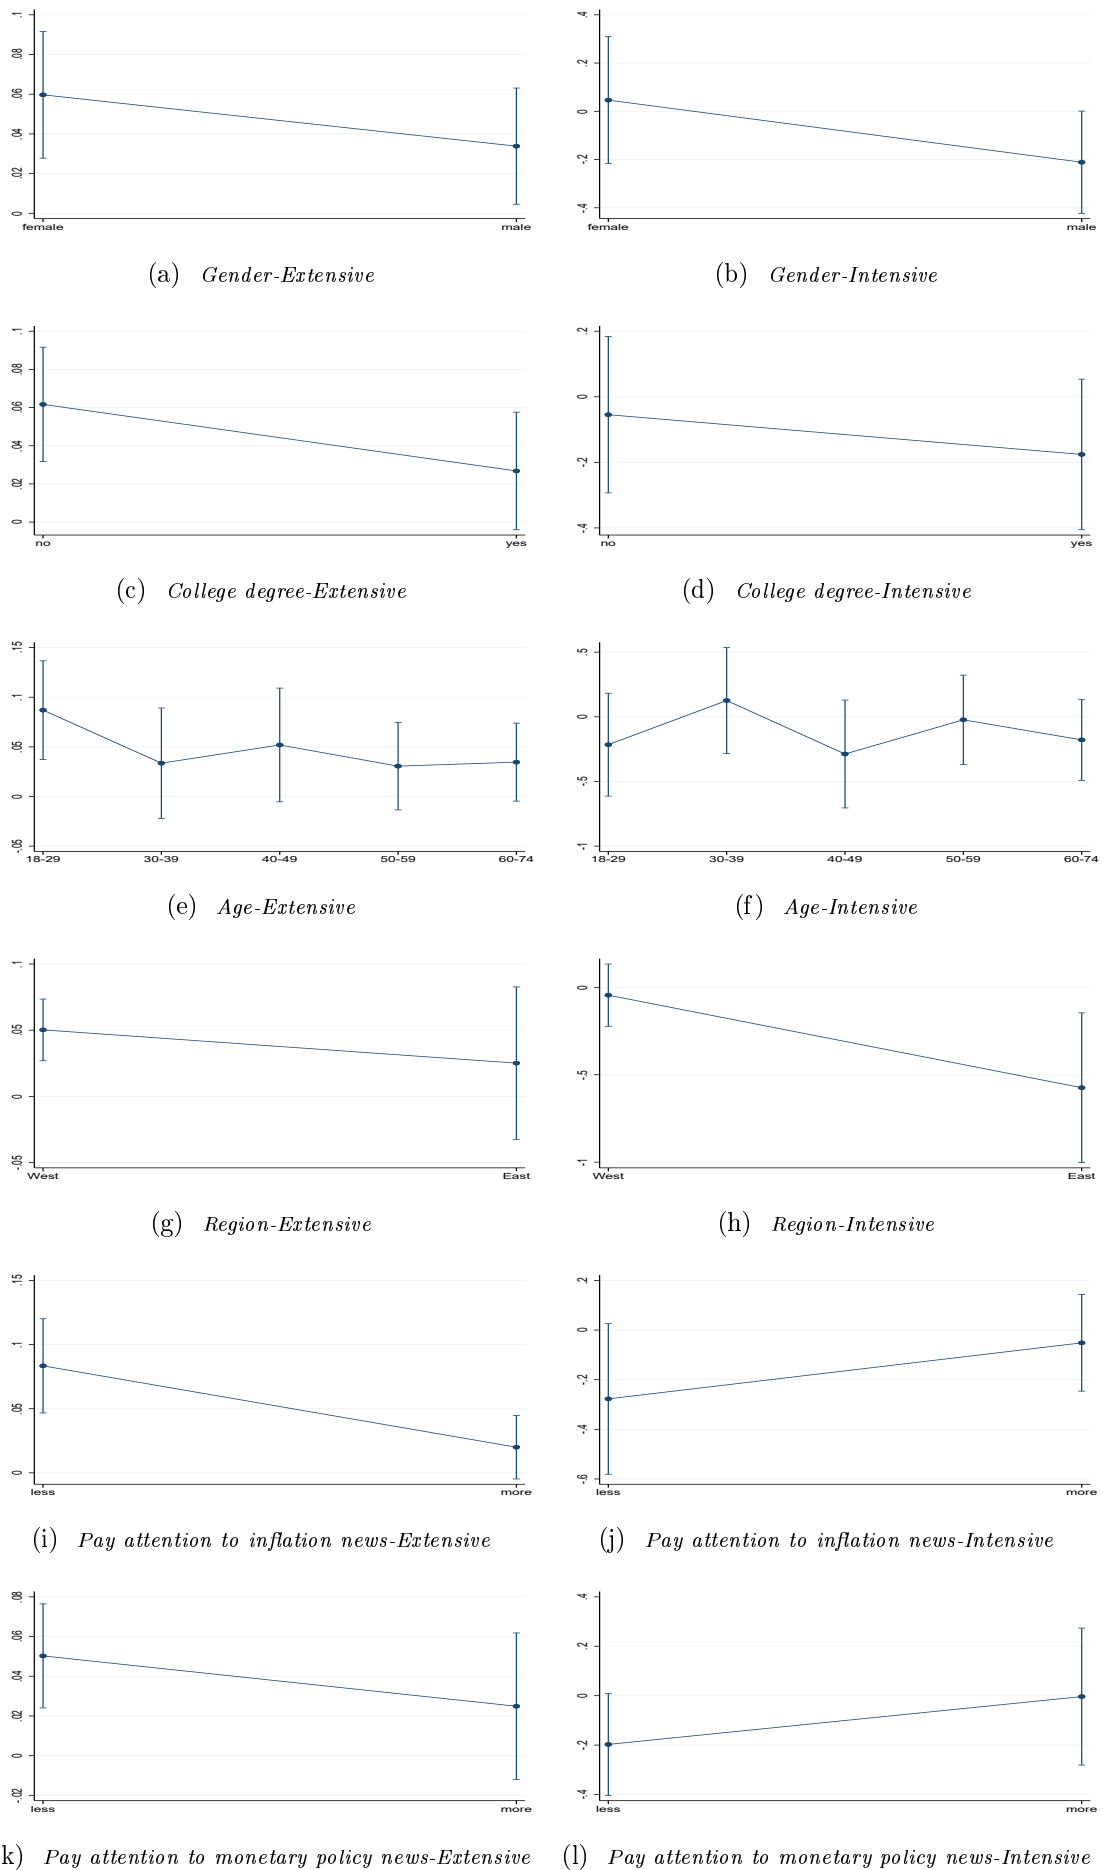 .1
.4
.08
.2
.06
0
.04
-.2
.02
-.4
0
female male
female male
(a) Gender-Extensive
(b) Gender-Intensive
.1
.2
.08
0
.06
.04
-.2
.02
-.4
0
no yes
no yes
(c) College degree-Extensive
(d) College degree-Intensive
.15
.5
.1
0
.05
-.5
0
-1
-.05
18-29 30-39 40-49 50-59 60-74
18-29 30-39 40-49 50-59 60-74
(e) Age-Extensive
(f) Age-Intensive
.1
0
.05
-.5
0
-1
-.05
West East
West East
(g) Region-Extensive
(h) Region-Intensive
.15
.2
0
.1
-.2
.05
-.4
0
-.6
less more
less more
(i) Pay attention to inflation news-Extensive
(j) Pay attention to inflation news-Intensive
.08
.4
.06
.2
.04
0
.02
-.2
0
-.4
-.02
less more
less more
k) Pay attention to monetary policy news-Extensive
(l) Pay attention to monetary policy news-Intensive